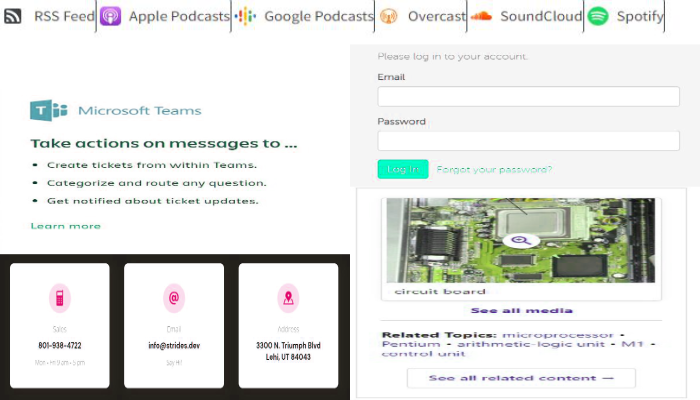 RSS Feed Apple Podcasts Google Podcasts Overcast SoundCloud Spotify
Microsoft Teams
Take actions on messages to ...
• Create tickets from within Teams.
• Categorize and route any question.
• Get notified about ticket updates.
Learn more
Please log in to your account.
Email
Password
Log In Forgot your password?
circuit board
See all media
Related Topics: microprocessor •
Pentium • arithmetic-logic unit • M1 •
control unit
See all related content →
Sales
801-938-4722
Mon - Fri 9 am - 5 pm
Email
info@strides.dev
Say Hi!
Address
3300 N. Triumph Blvd
Lehi, UT 84043